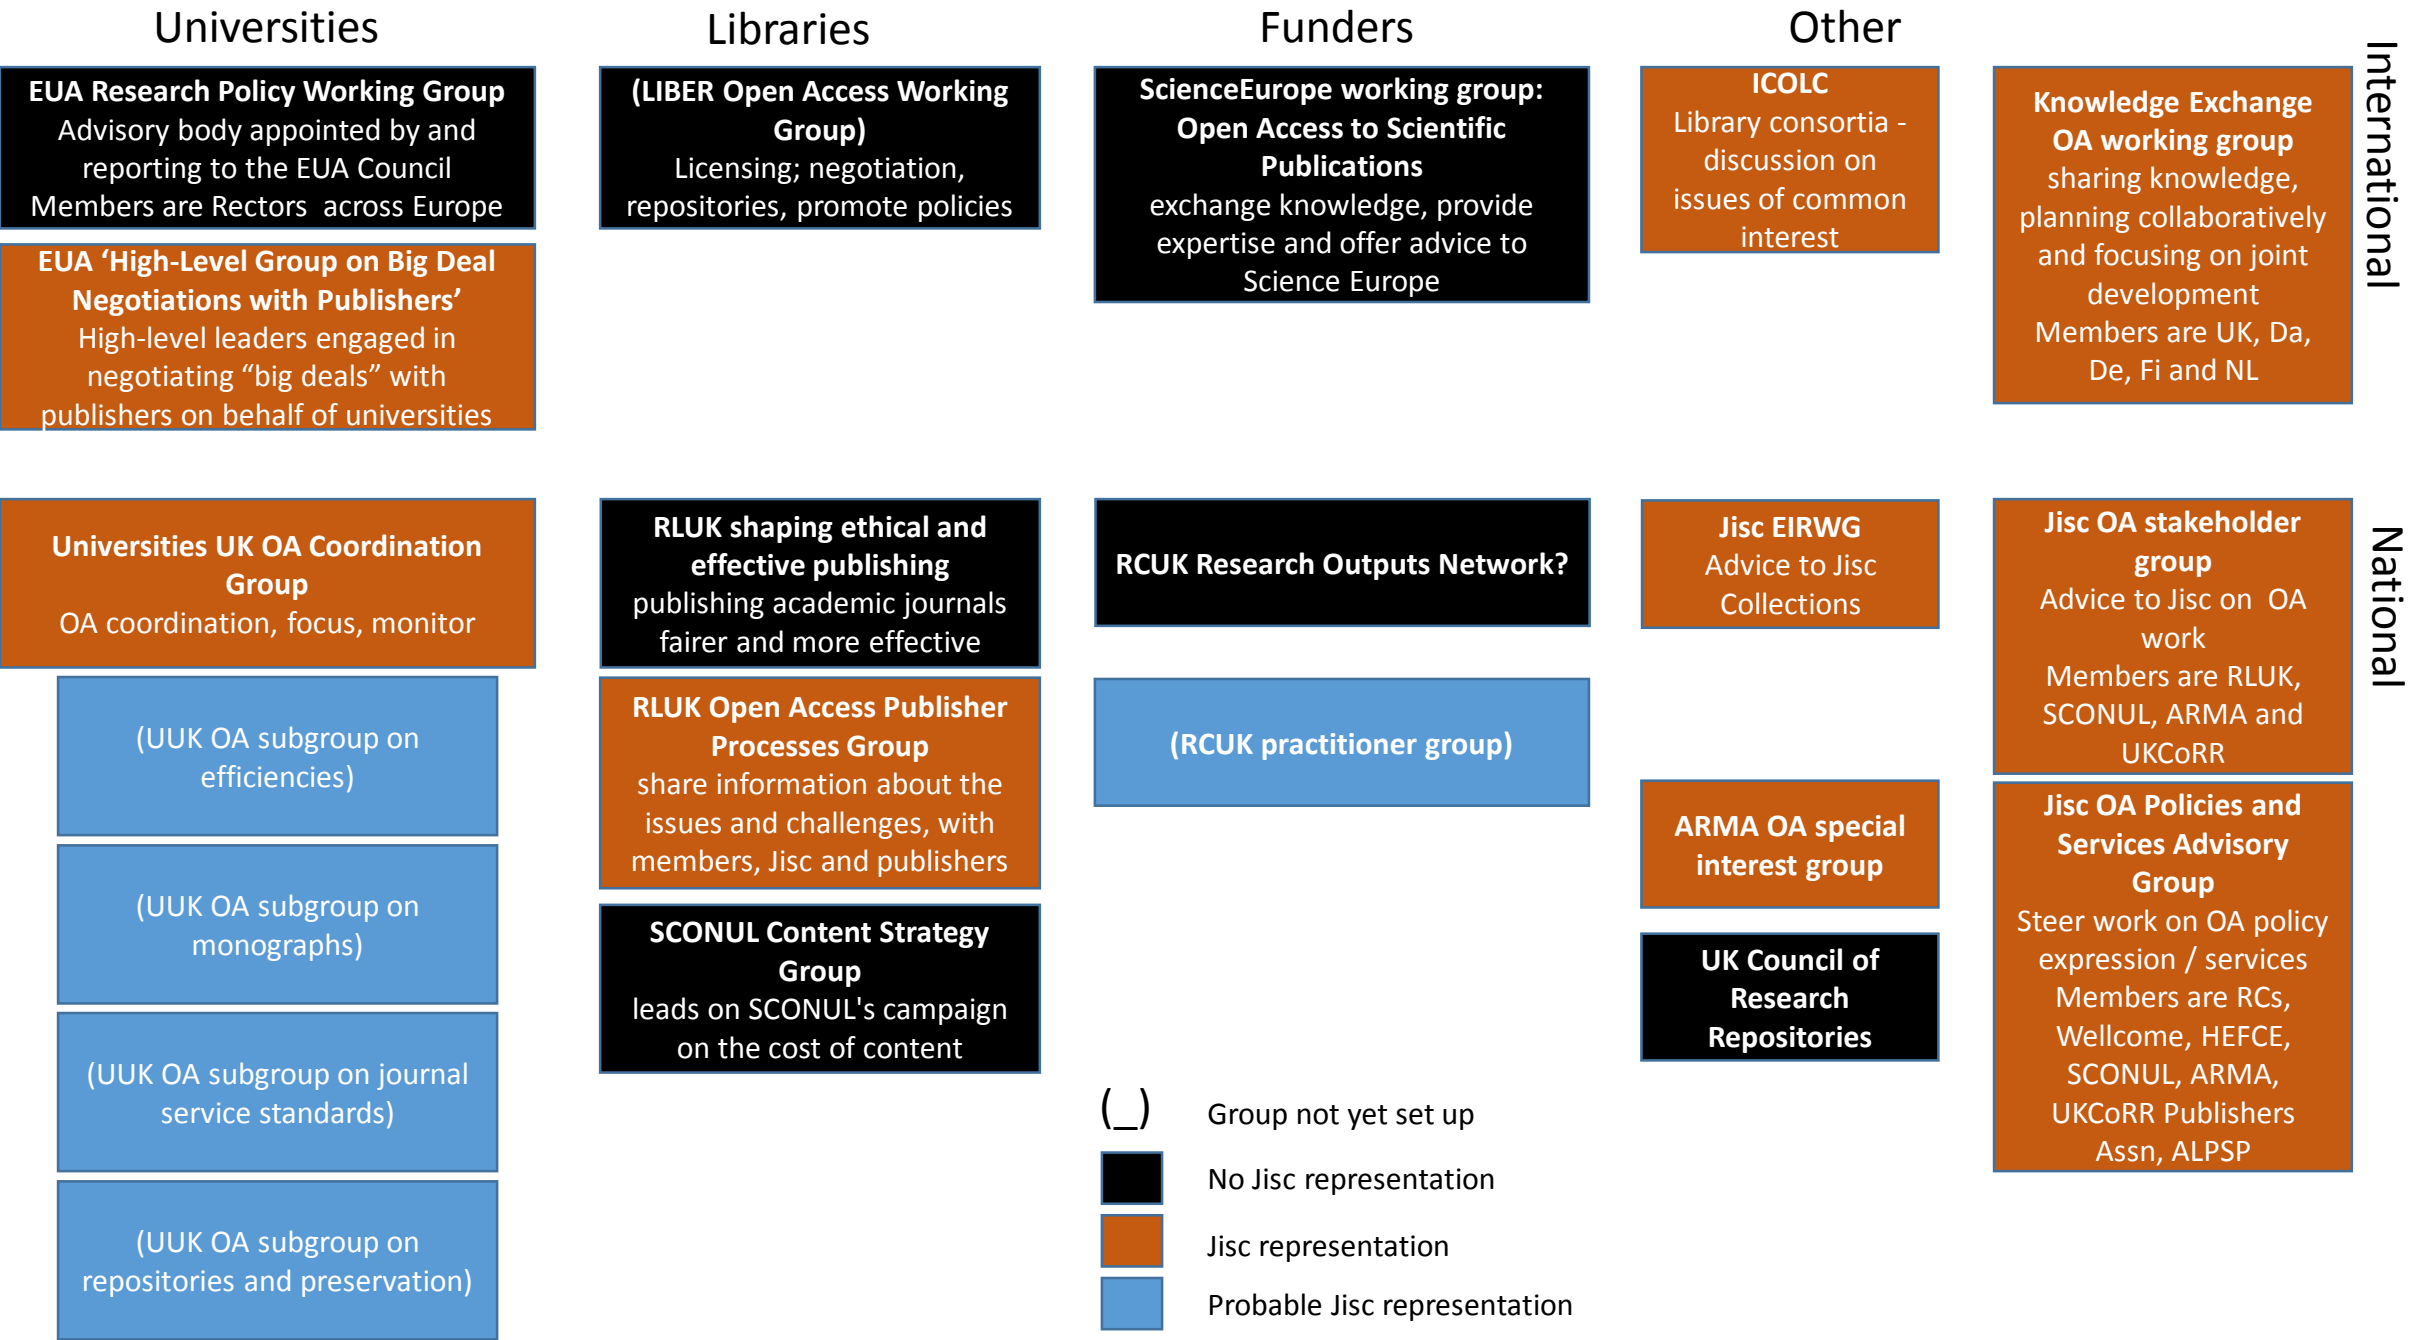 Universities
Libraries
Funders
Other
International
EUA Research Policy Working Group
Advisory body appointed by and
reporting to the EUA Council
Members are Rectors  across Europe
EUA ‘High-Level Group on Big Deal
Negotiations with Publishers’
High-level leaders engaged in
negotiating “big deals” with
publishers on behalf of universities
(LIBER Open Access Working
Group)
Licensing; negotiation,
repositories, promote policies
ScienceEurope working group:
Open Access to Scientific
Publications
exchange knowledge, provide
expertise and offer advice to
Science Europe
ICOLC
Library consortia -
discussion on
issues of common
interest
Knowledge Exchange
OA working group
sharing knowledge,
planning collaboratively
and focusing on joint
development
Members are UK, Da,
De, Fi and NL
National
Universities UK OA Coordination
Group
OA coordination, focus, monitor
(UUK OA subgroup on
efficiencies)
(UUK OA subgroup on
monographs)
(UUK OA subgroup on journal
service standards)
(UUK OA subgroup on
repositories and preservation)
RLUK shaping ethical and
effective publishing
publishing academic journals
fairer and more effective
RLUK Open Access Publisher
Processes Group
share information about the
issues and challenges, with
members, Jisc and publishers
SCONUL Content Strategy
Group
leads on SCONUL's campaign
on the cost of content
RCUK Research Outputs Network?
(RCUK practitioner group)
Jisc EIRWG
Advice to Jisc
Collections
ARMA OA special
interest group
UK Council of
Research
Repositories
Jisc OA stakeholder
group
Advice to Jisc on  OA
work
Members are RLUK,
SCONUL, ARMA and
UKCoRR
Jisc OA Policies and
Services Advisory
Group
Steer work on OA policy
expression / services
Members are RCs,
Wellcome, HEFCE,
SCONUL, ARMA,
UKCoRR Publishers
Assn, ALPSP
(_) Group not yet set up
No Jisc representation
Jisc representation
Probable Jisc representation